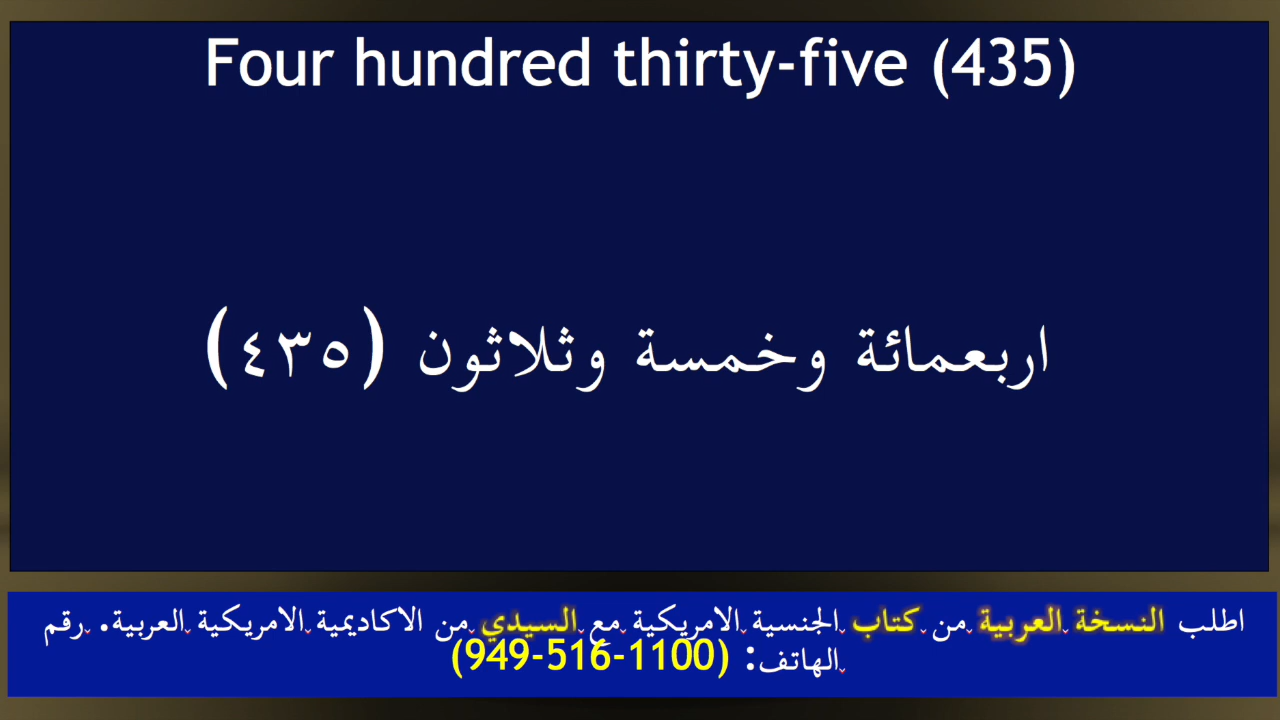 Four hundred thirty-five (435)
اربعمائة وخمسة وثلاثون (٤٣٥)
اطلب النسخة العربية من كتاب الجنسية الامريكية مع السيدي من الاكاديمية الامريكية العربية. رقم
الهاتف: (949-516-1100)